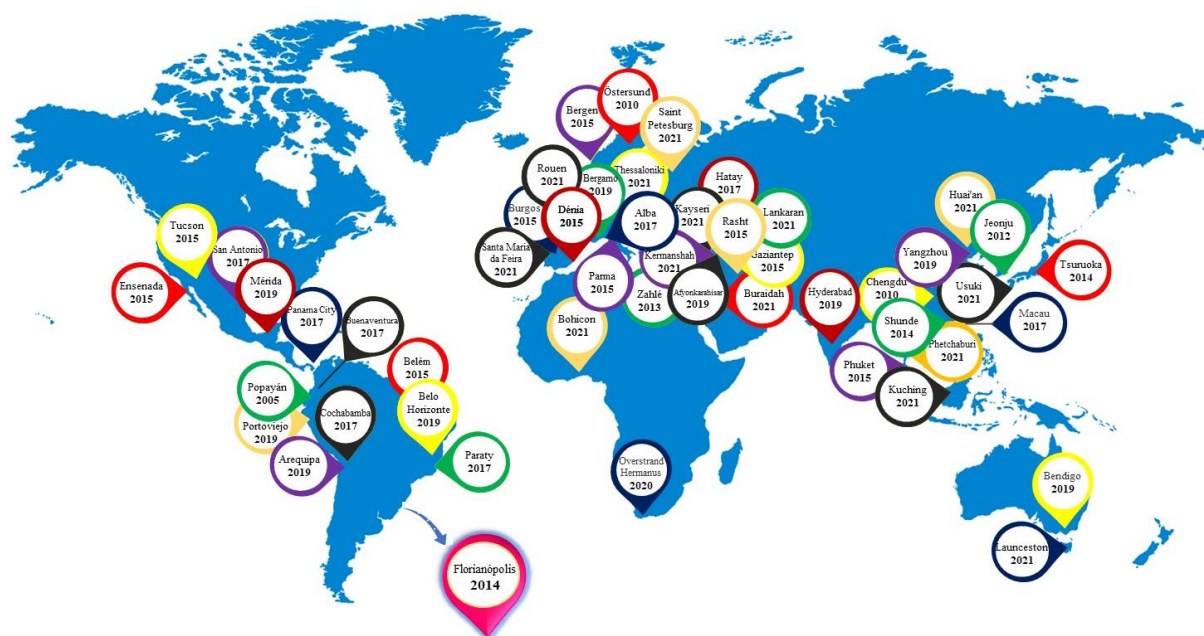 Östersund
2010
Bergen
2015
Saint
Petesburg
2021
Rouen
2021
Bergamo
2019
Thessaloniki
2021
Hatay
2017
Burgos
2015
Dénia
2015
Alba
2017
Kayseri
2021
Rasht
2015
Lankaran
2021
Huai'an
2021
Jeonju
2012
Tucson
2015
San Antonio
2017
Santa Maria
da Feira
2021
Kermanshah
2021
Gaziantep
2015
Yangzhou
2019
Tsuruoka
2014
Ensenada
2015
Mérida
2019
Panama City
2017
Buenaventura
2017
Parma
2015
Zahlé
2013
Afyonkarahisar
2019
Buraidah
2021
Hyderabad
2019
Chengdu
2010
Usuki
2021
Macau
2017
Bohicon
2021
Shunde
2014
Phetchaburi
2021
Belém
2015
Phuket
2015
Kuching
2021
Popayán
2005
Cochabamba
2017
Belo
Horizonte
2019
Portoviejo
2019
Arequipa
2019
Paraty
2017
Overstrand
Hermanus
2020
Bendigo
2019
Launceston
2021
Florianópolis
2014